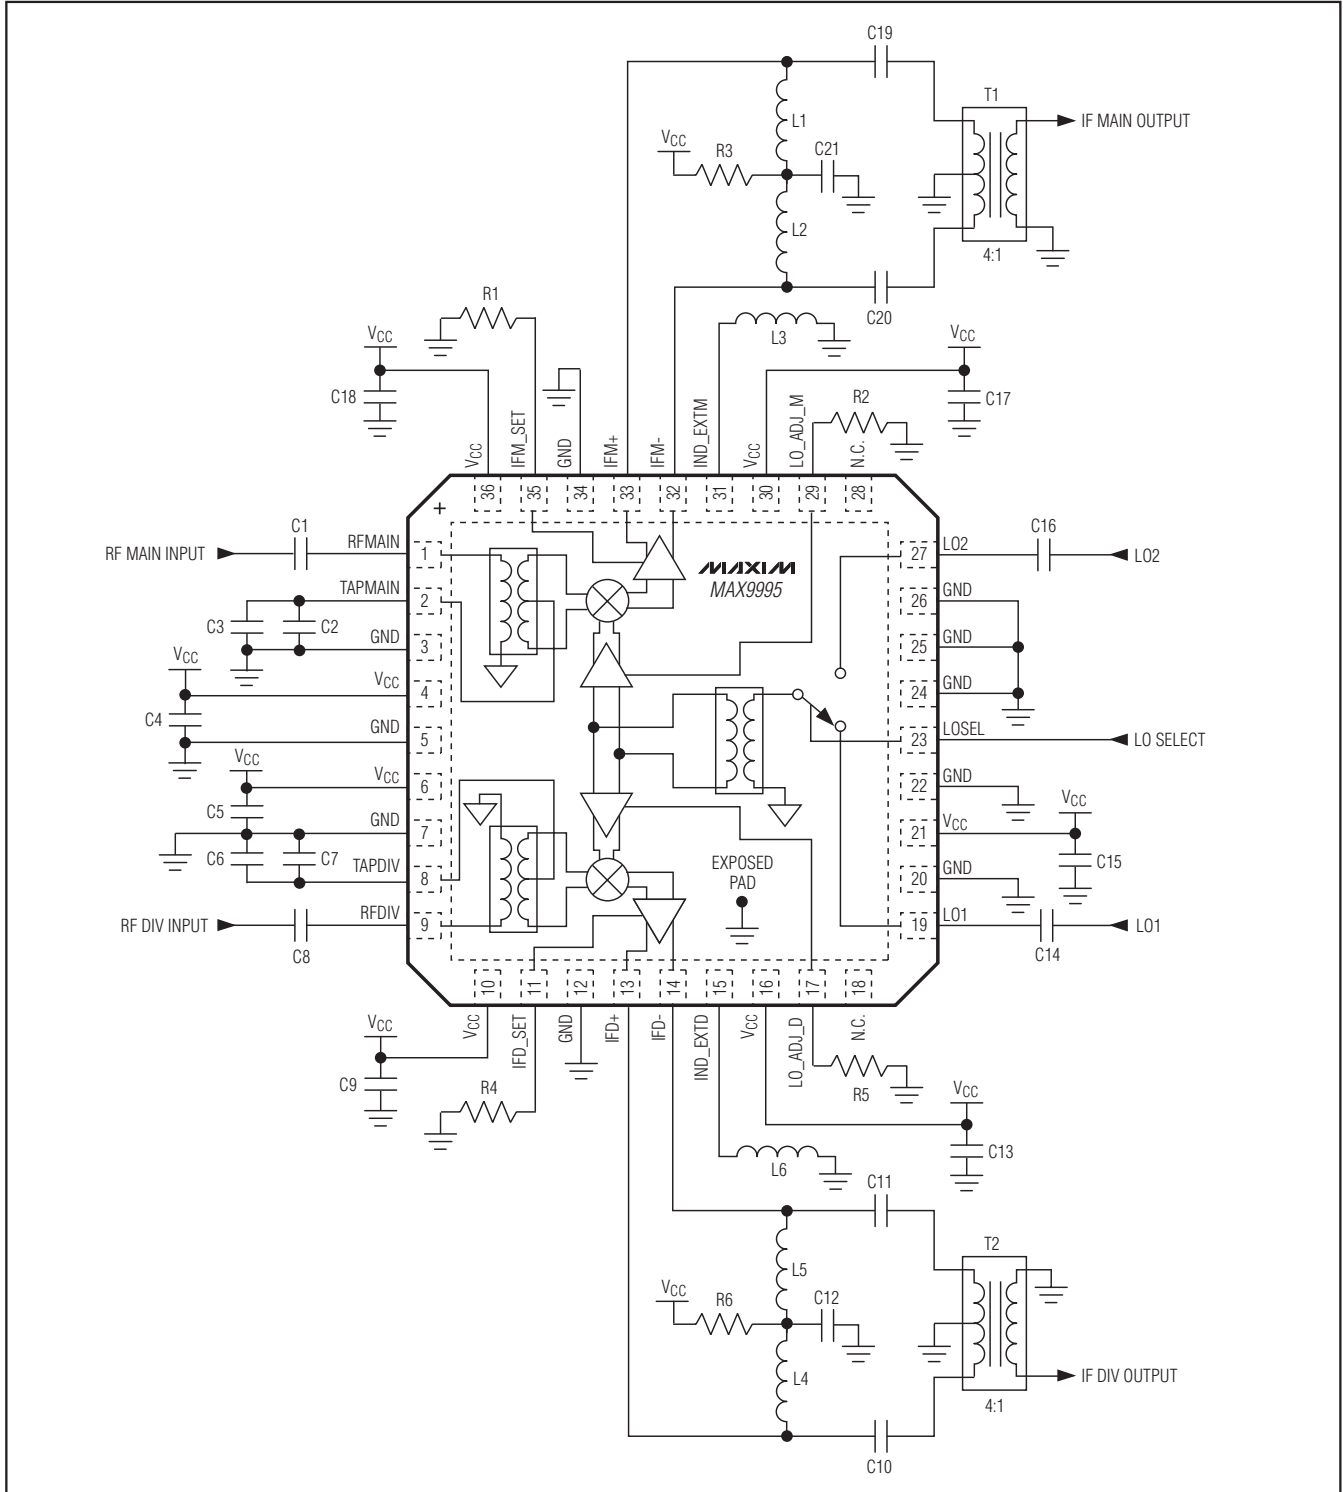 C19
T1
IF MAIN OUTPUT
L1
VCC
R3
C21
L2
4:1
C20
R1
L3
VCC
VCC
C18
C17
R2
VCC
IFM_SET
GND
IFM+
IFM-
IND_EXTM
VCC
LO_ADJ_M
N.C.
36
35
34
33
32
31
30
29
28
+
MAXIM
MAX9995
RF MAIN INPUT
C1
RFMAIN
1
27
LO2
C16
LO2
TAPMAIN
2
26
GND
C3
C2
GND
3
25
GND
VCC
VCC
4
24
GND
C4
GND
5
23
LOSEL
LO SELECT
VCC
VCC
6
22
GND
C5
VCC
GND
7
21
VCC
C6
C7
C15
TAPDIV
8
EXPOSED
PAD
20
GND
RF DIV INPUT
C8
RFDIV
9
19
LO1
C14
LO1
10
11
12
13
14
15
16
17
18
VCC
IFD_SET
GND
IFD+
IFD-
IND_EXTD
VCC
LO_ADJ_D
N.C.
VCC
C9
R4
R5
VCC
C13
L6
C11
T2
L5
VCC
R6
C12
L4
IF DIV OUTPUT
4:1
C10